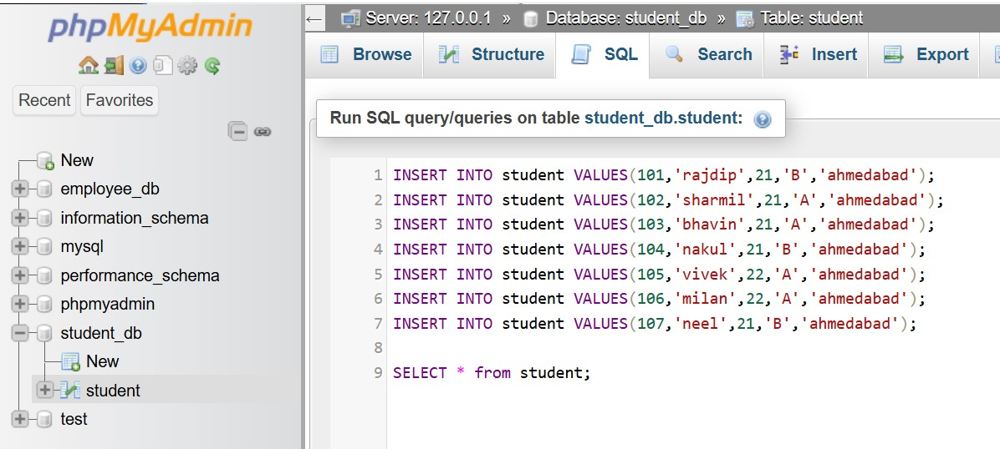 phpMyAdmin
Recent Favorites
New
employee_db
information_schema
mysql
performance_schema
phpmyadmin
student_db
New
student
test
Server: 127.0.0.1 » Database: student_db » Table: student
Browse Structure SQL Search Insert Export
Run SQL query/queries on table student_db.student:
1 INSERT INTO student VALUES(101,'rajdip',21,'B','ahmedabad');
2 INSERT INTO student VALUES(102,'sharmil',21,'A','ahmedabad');
3 INSERT INTO student VALUES(103,'bhavin',21,'A','ahmedabad');
4 INSERT INTO student VALUES(104,'nakul',21,'B','ahmedabad');
5 INSERT INTO student VALUES(105,'vivek',22,'A','ahmedabad');
6 INSERT INTO student VALUES(106,'milan',22,'A','ahmedabad');
7 INSERT INTO student VALUES(107,'neel',21,'B','ahmedabad');
8
9 SELECT * from student;